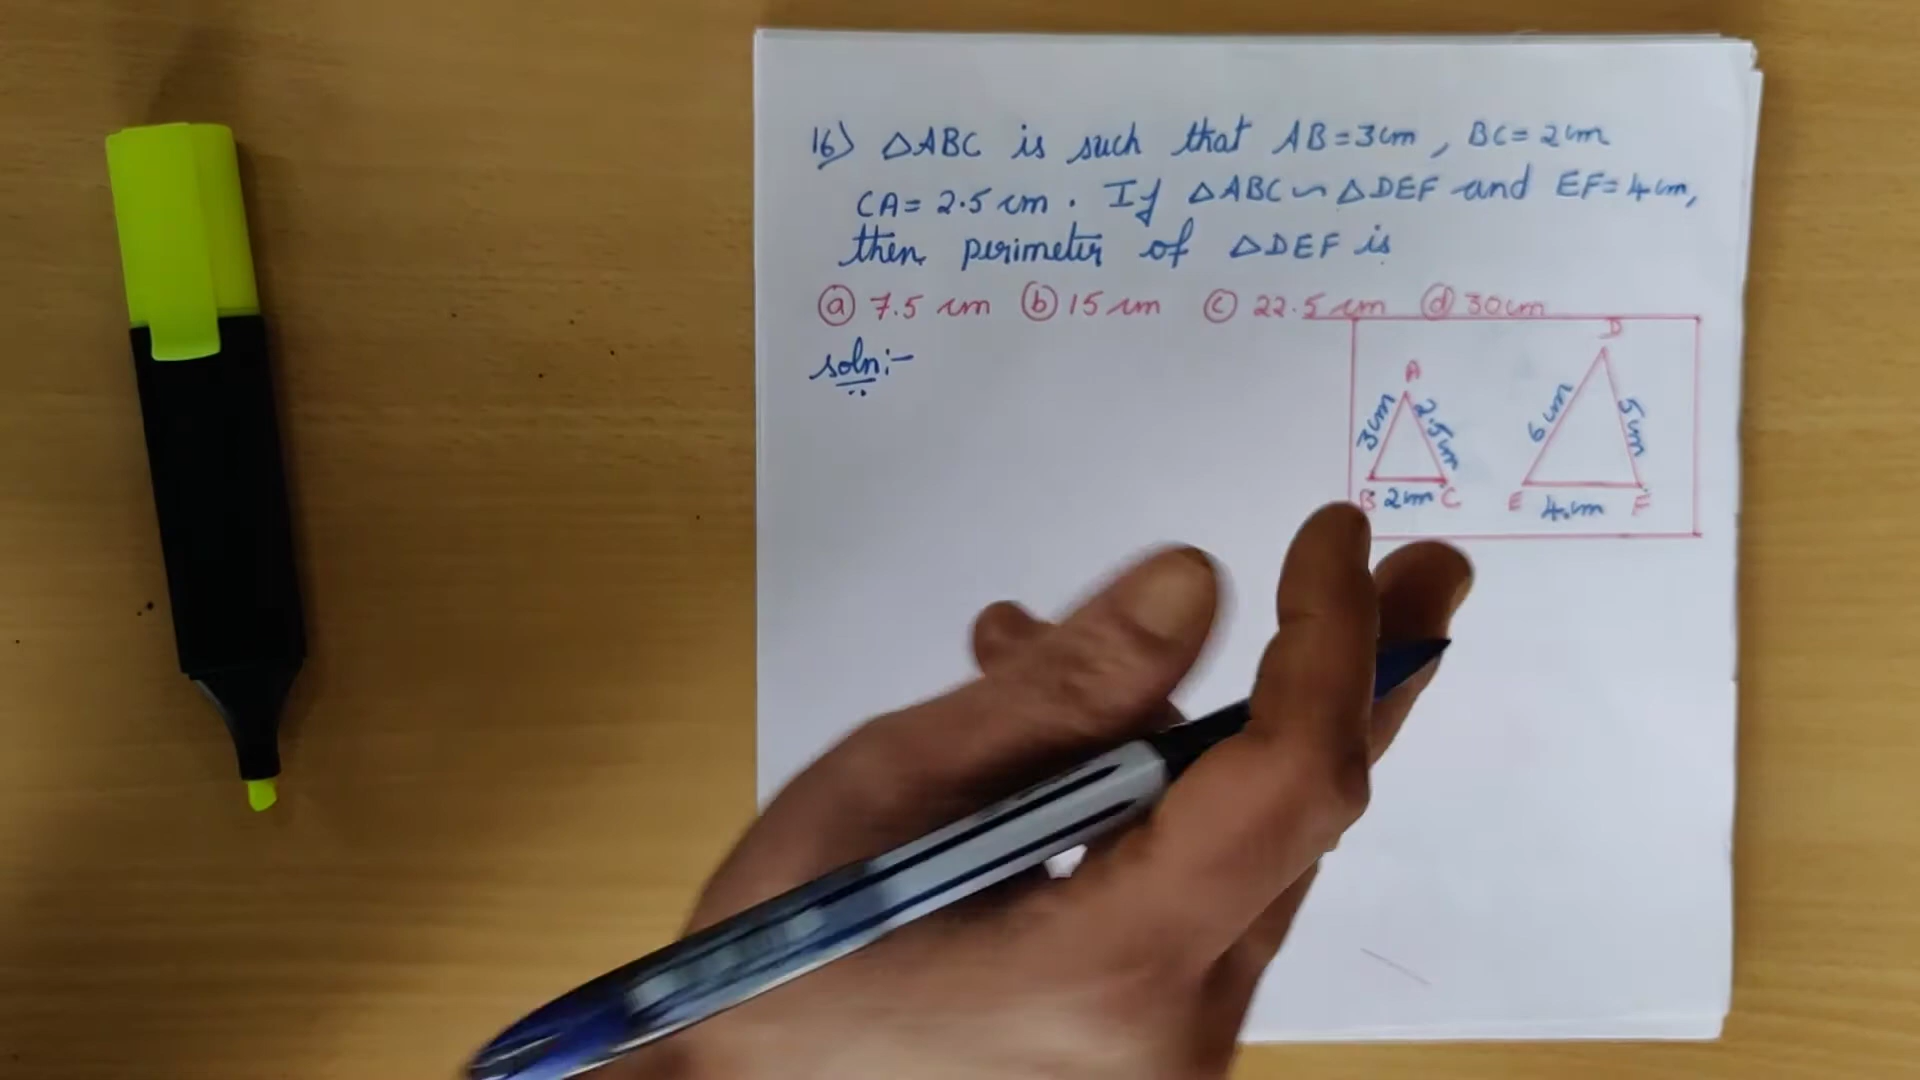 16) △ABC is such that AB=3cm, BC=2cm
CA=2.5cm. If △ABC∽△DEF and EF=4cm,
then perimeter of △DEF is
ⓐ 7.5 cm ⓑ 15 cm ⓒ 22.5 cm ⓓ 30cm
soln:-
D
A
3cm
2.5cm
6cm
5cm
B 2cm C
E 4cm F